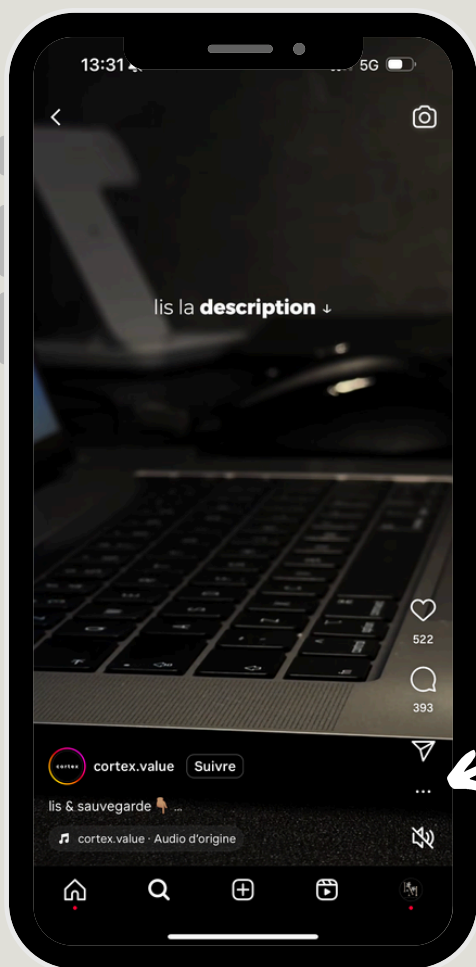 13:31
5G
lis la description ↓
522
393
cortex
cortex.value
Suivre
lis & sauvegarde 👇🏽 ...
cortex.value · Audio d'origine